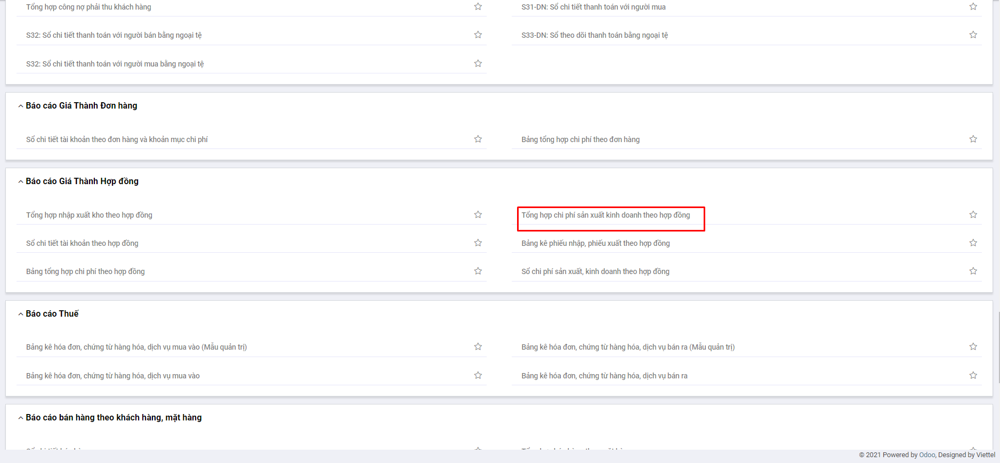 Tổng hợp công nợ phải thu khách hàng
S31-DN: Sổ chi tiết thanh toán với người mua
S32: Sổ chi tiết thanh toán với người bán bằng ngoại tệ
S33-DN: Sổ theo dõi thanh toán bằng ngoại tệ
S32: Sổ chi tiết thanh toán với người mua bằng ngoại tệ
Báo cáo Giá Thành Đơn hàng
Sổ chi tiết tài khoản theo đơn hàng và khoản mục chi phí
Bảng tổng hợp chi phí theo đơn hàng
Báo cáo Giá Thành Hợp đồng
Tổng hợp nhập xuất kho theo hợp đồng
Tổng hợp chi phí sản xuất kinh doanh theo hợp đồng
Sổ chi tiết tài khoản theo hợp đồng
Bảng kê phiếu nhập, phiếu xuất theo hợp đồng
Bảng tổng hợp chi phí theo hợp đồng
Sổ chi phí sản xuất, kinh doanh theo hợp đồng
Báo cáo Thuế
Bảng kê hóa đơn, chứng từ hàng hóa, dịch vụ mua vào (Mẫu quản trị)
Bảng kê hóa đơn, chứng từ hàng hóa, dịch vụ bán ra (Mẫu quản trị)
Bảng kê hóa đơn, chứng từ hàng hóa, dịch vụ mua vào
Bảng kê hóa đơn, chứng từ hàng hóa, dịch vụ bán ra
Báo cáo bán hàng theo khách hàng, mặt hàng
© 2021 Powered by Odoo, Designed by Viettel